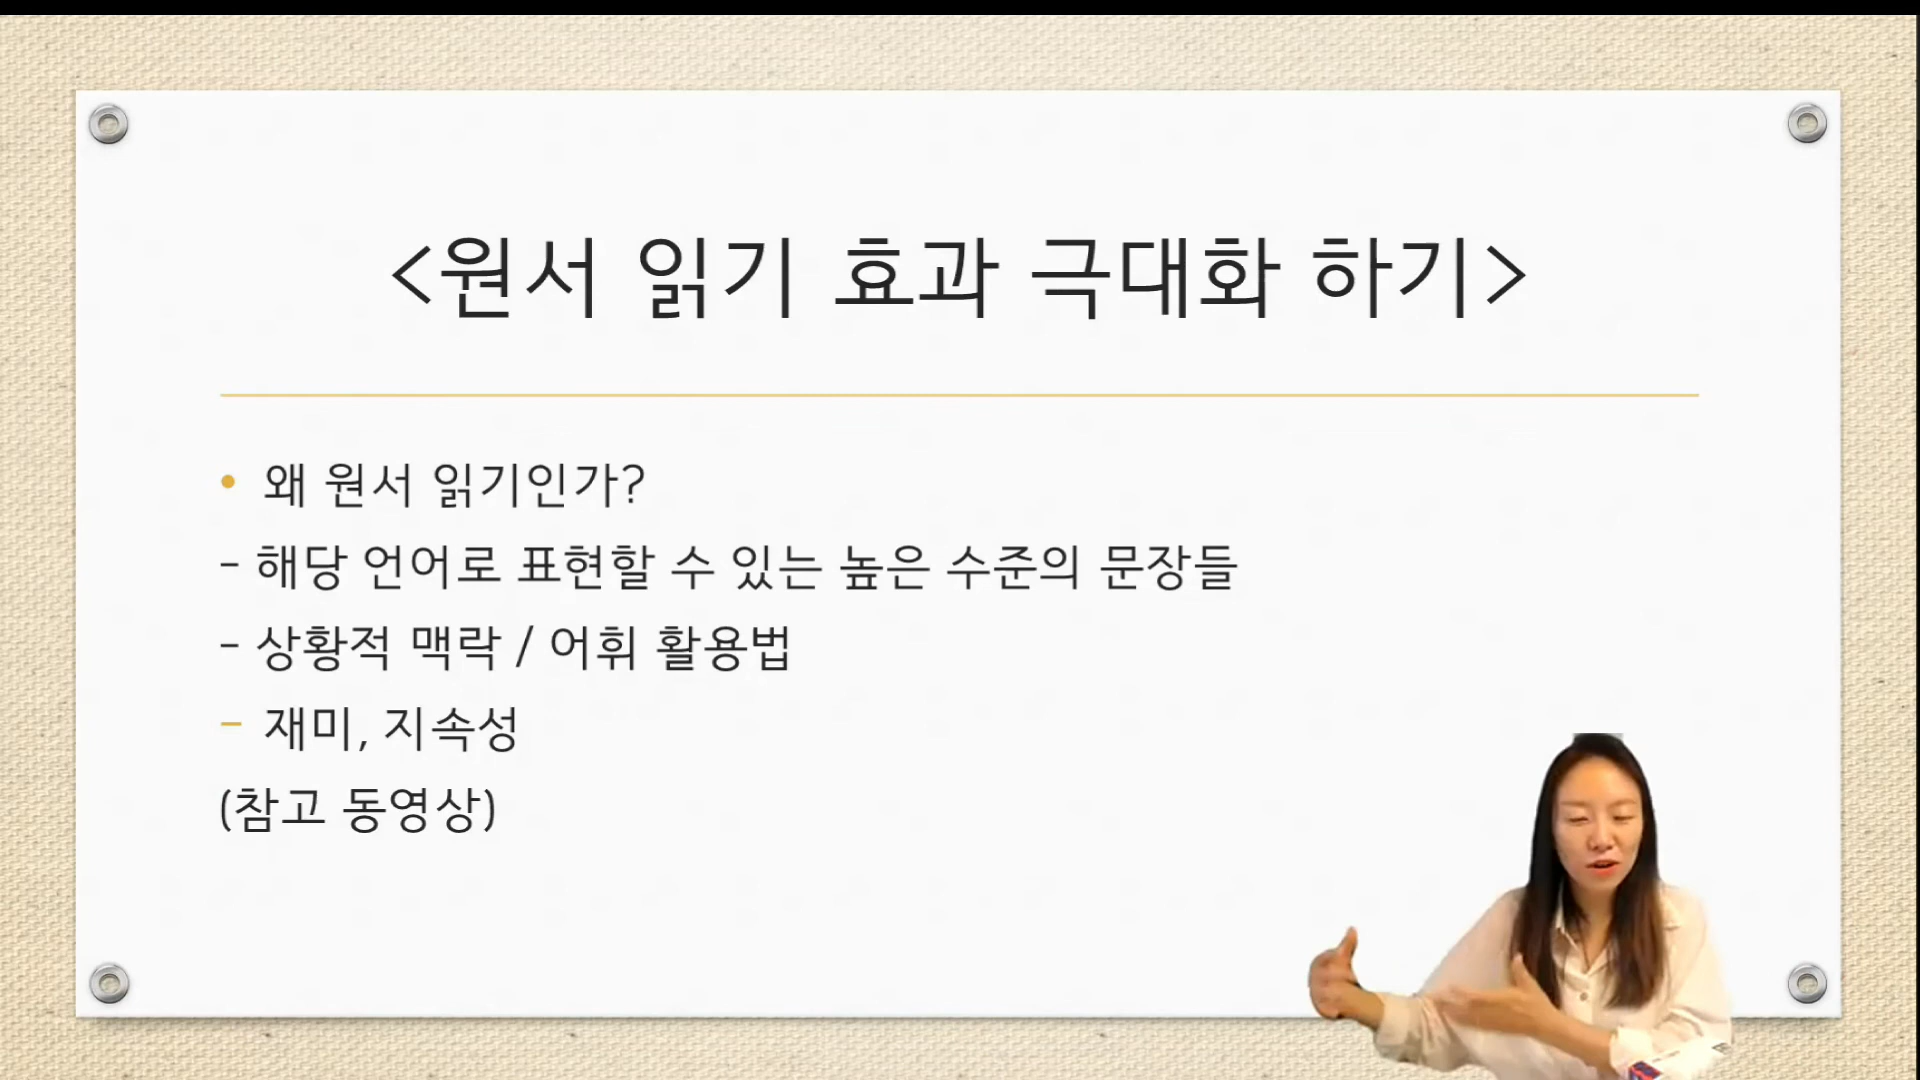 <원서 읽기 효과 극대화 하기>
• 왜 원서 읽기인가?
- 해당 언어로 표현할 수 있는 높은 수준의 문장들
- 상황적 맥락 / 어휘 활용법
- 재미, 지속성
(참고 동영상)